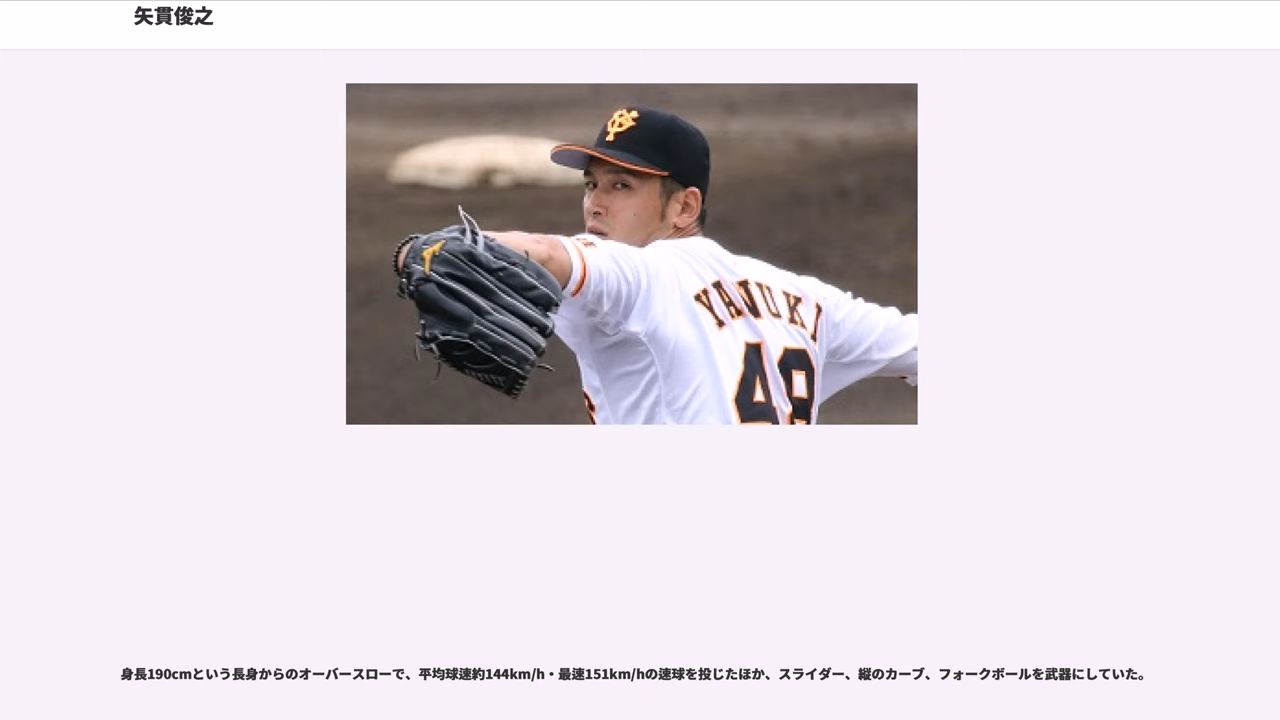 矢貫俊之
YANUKI
48
身長190cmという長身からのオーバースローで、平均球速約144km/h・最速151km/hの速球を投じたほか、スライダー、縦のカーブ、フォークボールを武器にしていた。